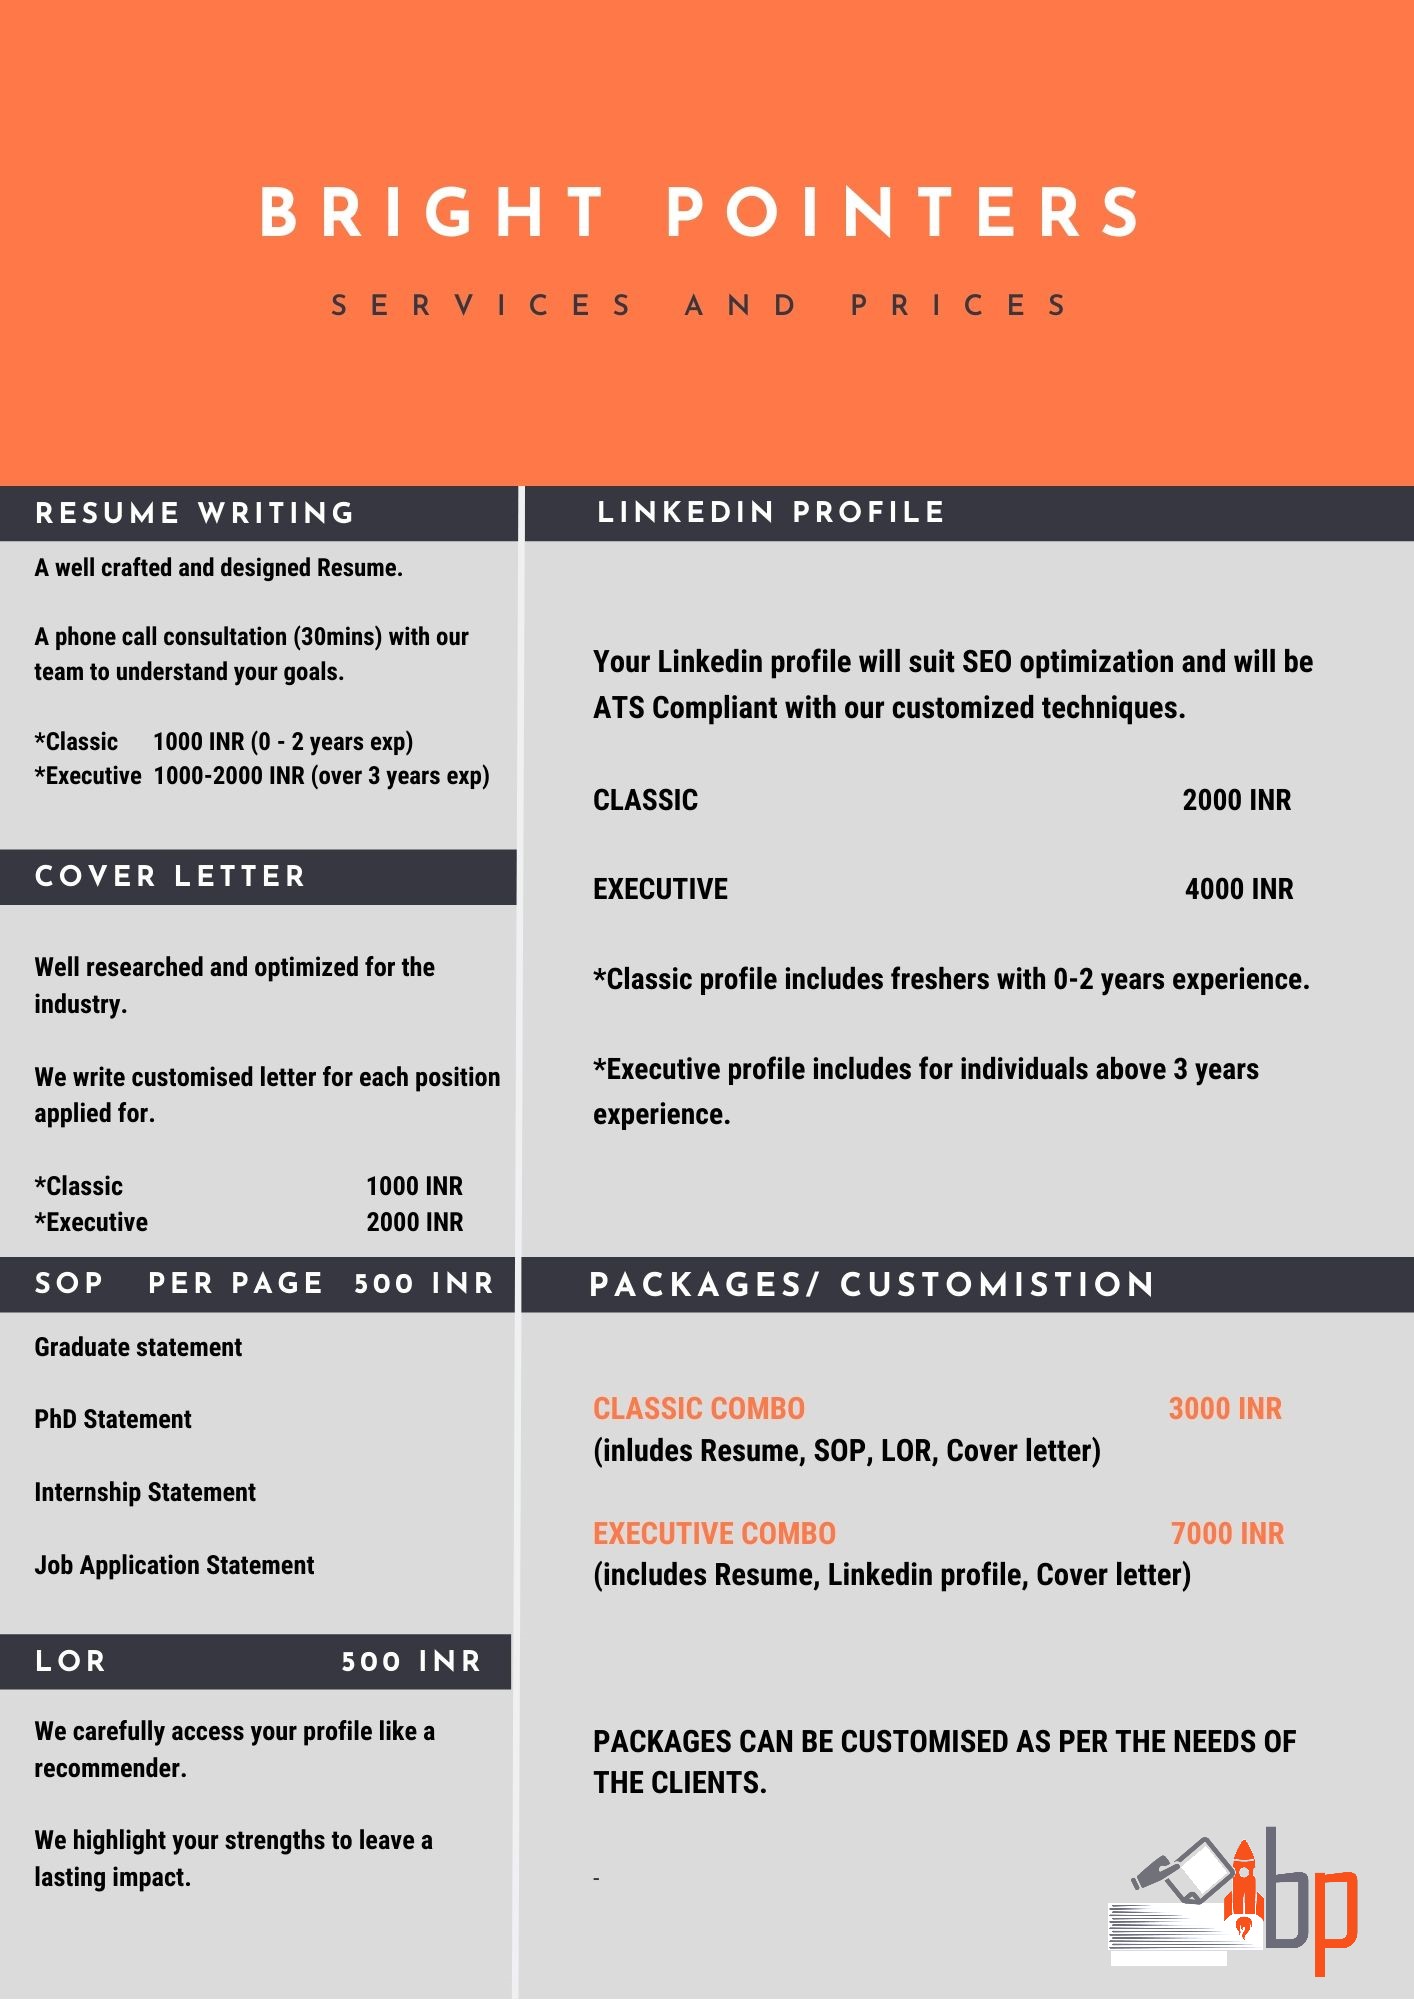 BRIGHT POINTERS
SERVICES AND PRICES
RESUME WRITING
A well crafted and designed Resume.
A phone call consultation (30mins) with our
team to understand your goals.
*Classic 1000 INR (0 - 2 years exp)
*Executive 1000-2000 INR (over 3 years exp)
COVER LETTER
Well researched and optimized for the
industry.
We write customised letter for each position
applied for.
*Classic 1000 INR
*Executive 2000 INR
SOP PER PAGE 500 INR
Graduate statement
PhD Statement
Internship Statement
Job Application Statement
LOR 500 INR
We carefully access your profile like a
recommender.
We highlight your strengths to leave a
lasting impact.
LINKEDIN PROFILE
Your Linkedin profile will suit SEO optimization and will be
ATS Compliant with our customized techniques.
CLASSIC 2000 INR
EXECUTIVE 4000 INR
*Classic profile includes freshers with 0-2 years experience.
*Executive profile includes for individuals above 3 years
experience.
PACKAGES/ CUSTOMISTION
CLASSIC COMBO 3000 INR
(inludes Resume, SOP, LOR, Cover letter)
EXECUTIVE COMBO 7000 INR
(includes Resume, Linkedin profile, Cover letter)
PACKAGES CAN BE CUSTOMISED AS PER THE NEEDS OF
THE CLIENTS.
-
bp